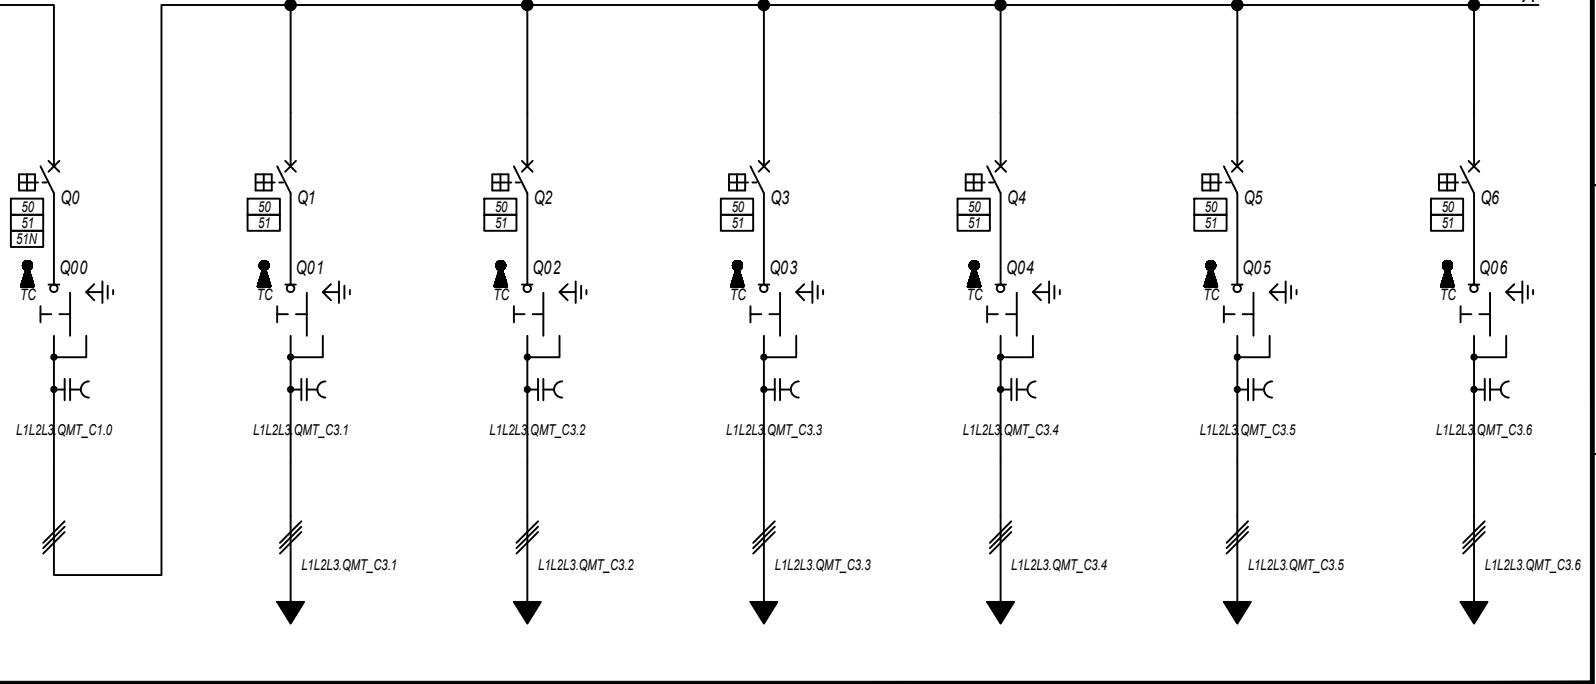 Q0
Q1
Q2
Q3
Q4
Q5
Q6
50
50
50
50
50
50
50
51
51
51
51
51
51
51
51N
Q00
Q01
Q02
Q03
Q04
Q05
Q06
TC
TC
TC
TC
TC
TC
TC
L1L2L3.QMT_C1.0
L1L2L3.QMT_C3.1
L1L2L3.QMT_C3.2
L1L2L3.QMT_C3.3
L1L2L3.QMT_C3.4
L1L2L3.QMT_C3.5
L1L2L3.QMT_C3.6
L1L2L3.QMT_C3.1
L1L2L3.QMT_C3.2
L1L2L3.QMT_C3.3
L1L2L3.QMT_C3.4
L1L2L3.QMT_C3.5
L1L2L3.QMT_C3.6